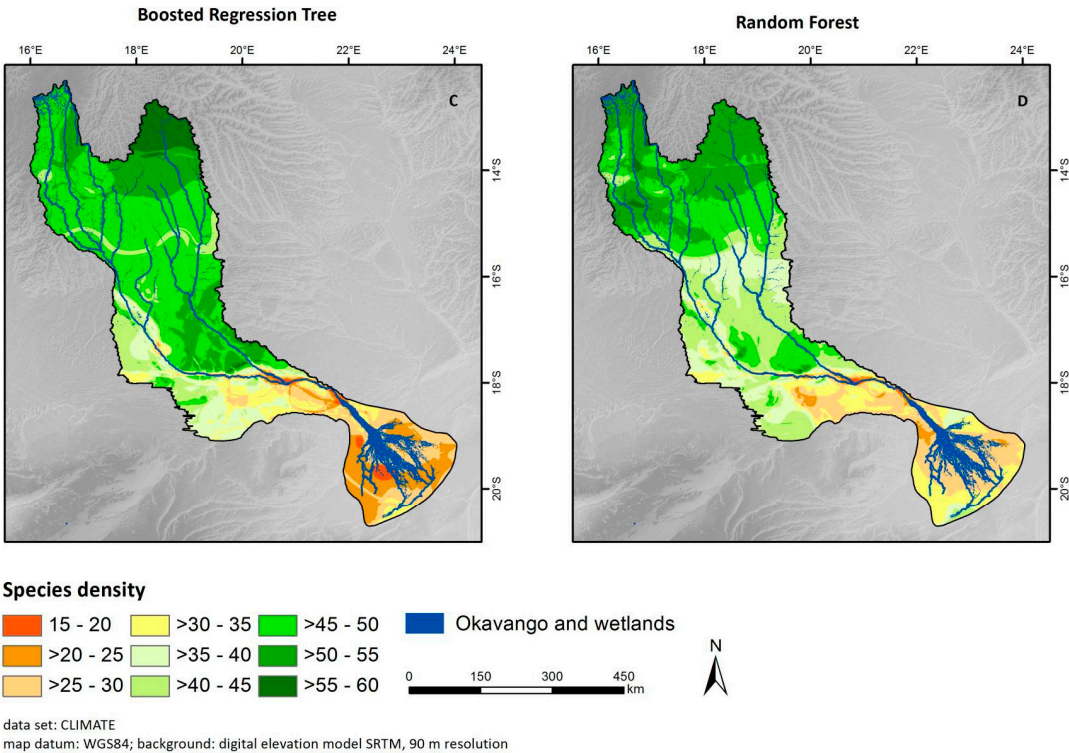 Boosted Regression Tree
Random Forest
16°E 18°E 20°E 22°E 24°E
16°E 18°E 20°E 22°E 24°E
C
D
14°S
16°S
18°S
20°S
14°S
16°S
18°S
20°S
Species density
15 - 20
>30 - 35
>45 - 50
Okavango and wetlands
>20 - 25
>35 - 40
>50 - 55
>25 - 30
>40 - 45
>55 - 60
0 150 300 450
km
N
data set: CLIMATE
map datum: WGS84; background: digital elevation model SRTM, 90 m resolution